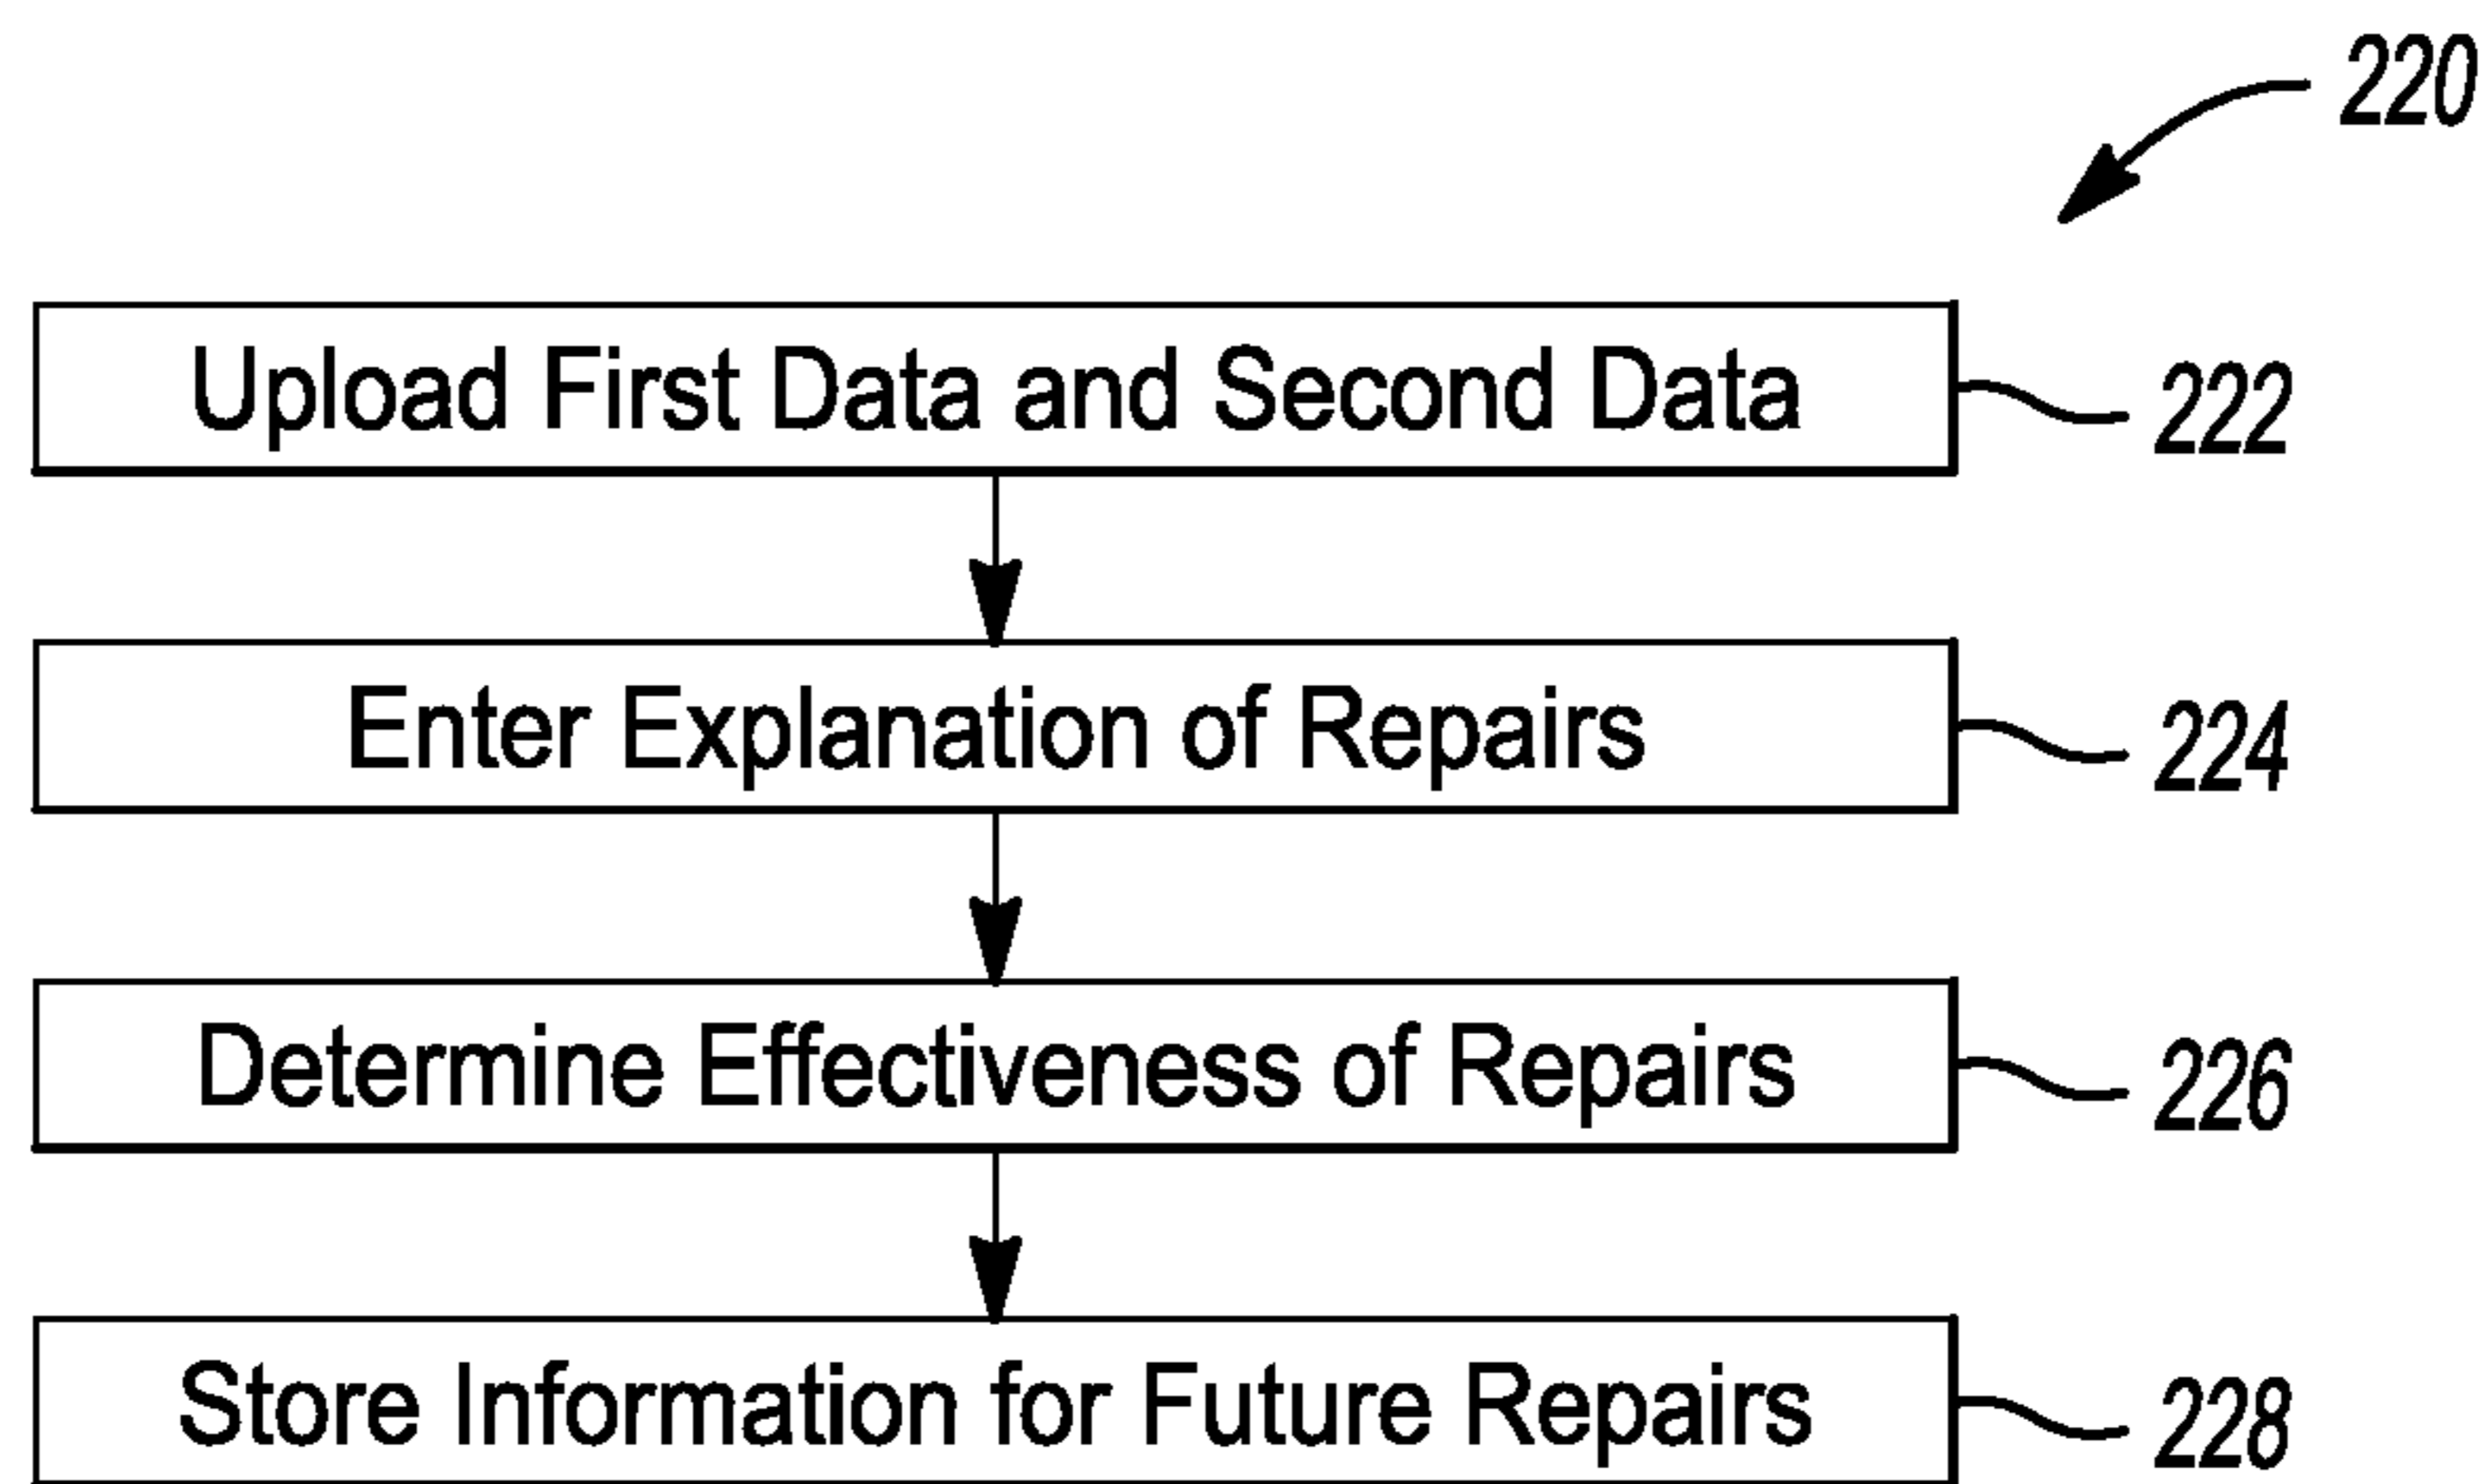 220
Upload First Data and Second Data
222
Enter Explanation of Repairs
224
Determine Effectiveness of Repairs
226
Store Information for Future Repairs
228